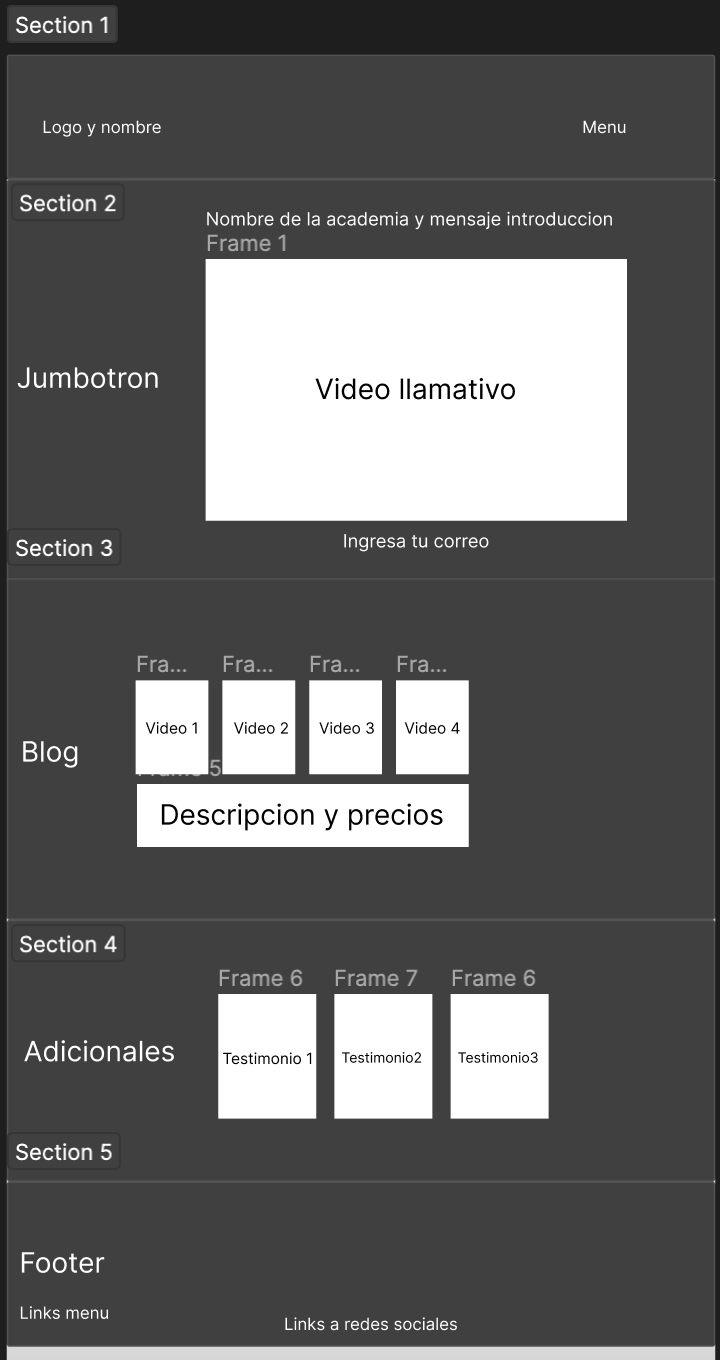 Section 1
Logo y nombre
Menu
Section 2
Nombre de la academia y mensaje introduccion
Frame 1
Jumbotron
Video llamativo
Ingresa tu correo
Section 3
Fra...
Fra...
Fra...
Fra...
Video 1
Video 2
Video 3
Video 4
Blog
Frame 5
Descripcion y precios
Section 4
Frame 6
Frame 7
Frame 6
Adicionales
Testimonio 1
Testimonio2
Testimonio3
Section 5
Footer
Links menu
Links a redes sociales